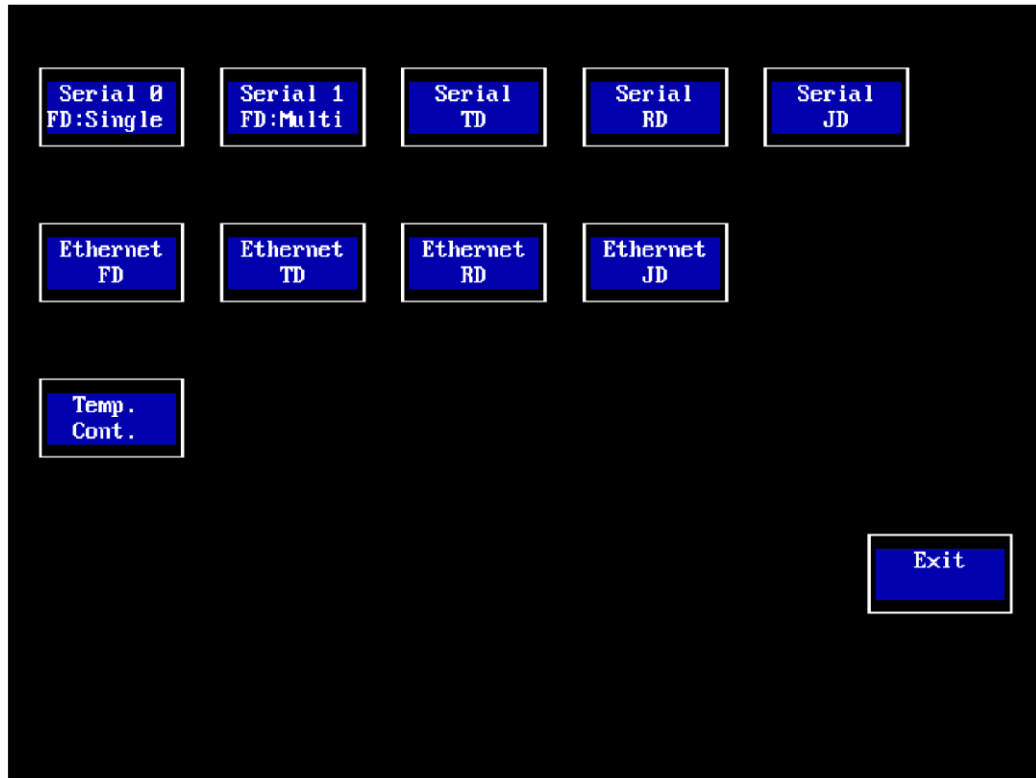 Serial 0
FD:Single
Serial 1
FD:Multi
Serial
TD
Serial
RD
Serial
JD
Ethernet
FD
Ethernet
TD
Ethernet
RD
Ethernet
JD
Temp.
Cont.
Exit